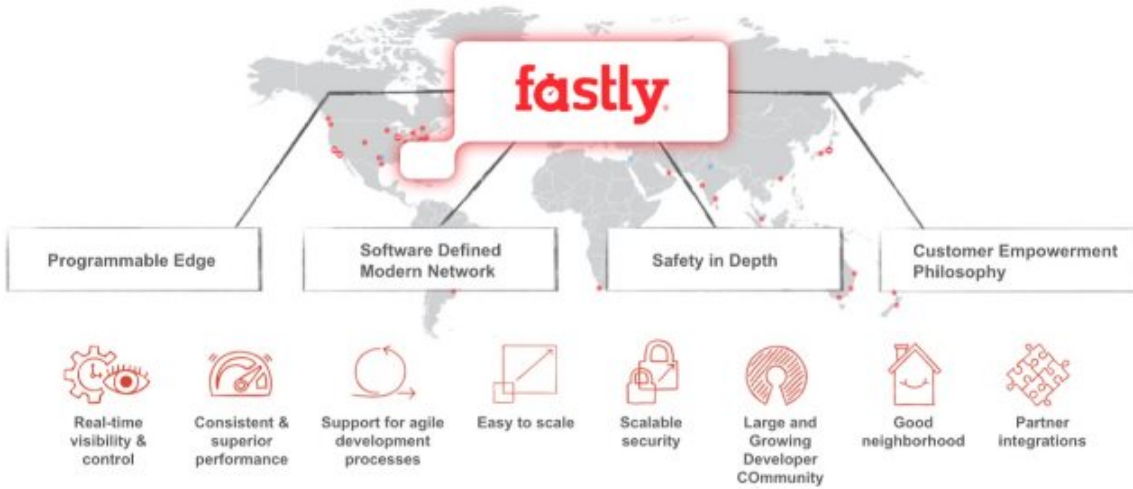 fastly
Programmable Edge
Software Defined
Modern Network
Safety in Depth
Customer Empowerment
Philosophy
Real-time
visibility &
control
Consistent &
superior
performance
Support for agile
development
processes
Easy to scale
Scalable
security
Large and
Growing
Developer
COmmunity
Good
neighborhood
Partner
integrations